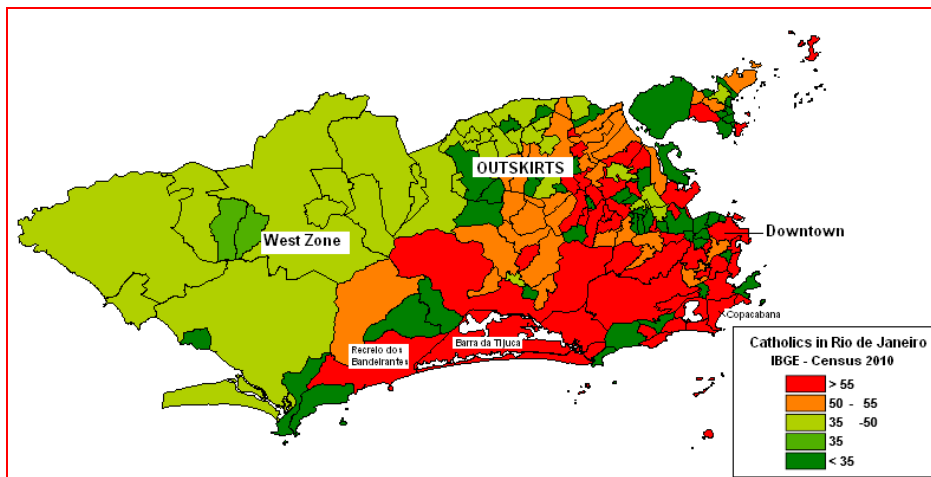 OUTSKIRTS
West Zone
Downtown
Copacabana
Recreio dos
Bandeirantes
Barra da Tijuca
Catholics in Rio de Janeiro
IBGE - Census 2010
> 55
50 - 55
35 -50
35
< 35